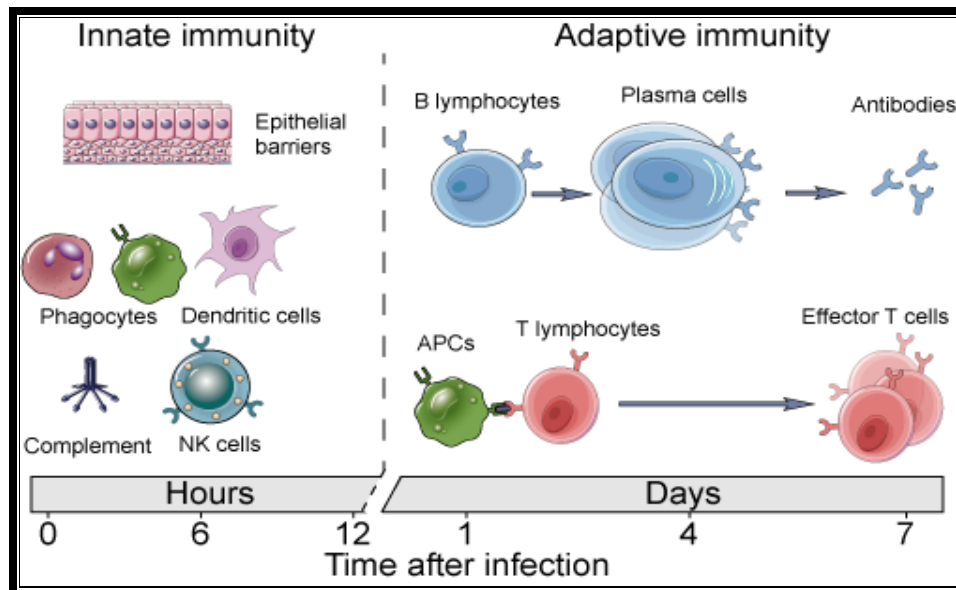 Innate immunity
Adaptive immunity
Epithelial
barriers
B lymphocytes
Plasma cells
Antibodies
Phagocytes
Dendritic cells
Complement
NK cells
APCs
T lymphocytes
Effector T cells
Hours
Days
0 6 12 1 4 7
Time after infection